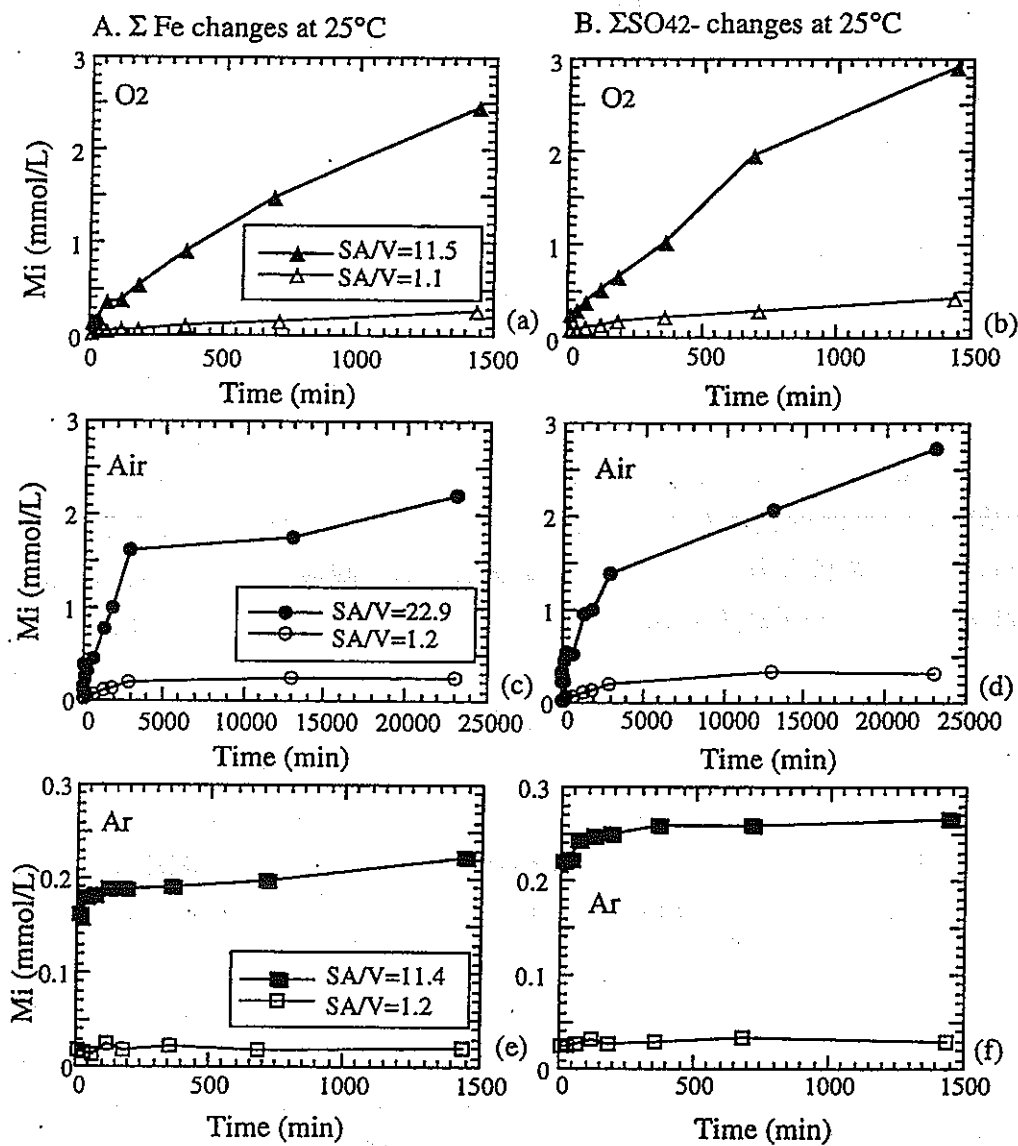 A. Σ Fe changes at 25°C
B. ΣSO42- changes at 25°C
3
2
1
0
Mi (mmol/L)
O2
SA/V=11.5
SA/V=1.1
(a)
0
500
1000
1500
Time (min)
3
2
1
0
O2
(b)
0
500
1000
1500
Time (min)
3
2
1
0
Mi (mmol/L)
Air
SA/V=22.9
SA/V=1.2
(c)
0
5000
10000
15000
20000
25000
Time (min)
3
2
1
0
Air
(d)
0
5000
10000
15000
20000
25000
Time (min)
0.3
0.2
0.1
0
Mi (mmol/L)
Ar
SA/V=11.4
SA/V=1.2
(e)
0
500
1000
1500
Time (min)
0.3
0.2
0.1
0
Ar
(f)
0
500
1000
1500
Time (min)